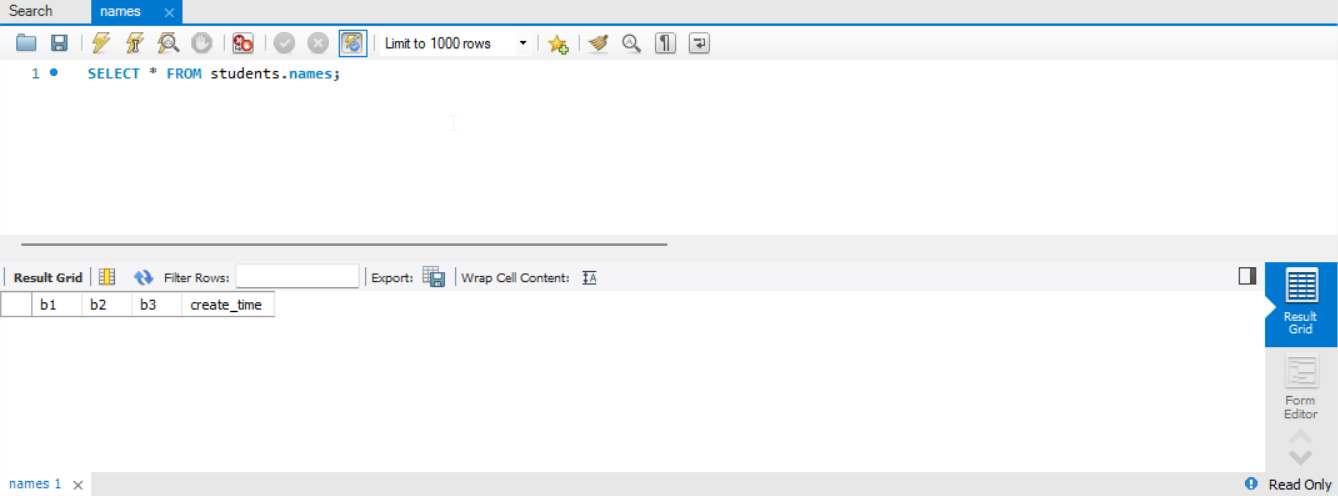 Search names
Limit to 1000 rows
1 SELECT * FROM students.names;
Result Grid Filter Rows: Export: Wrap Cell Content:
b1 b2 b3 create_time
Result
Grid
Form
Editor
names 1 Read Only